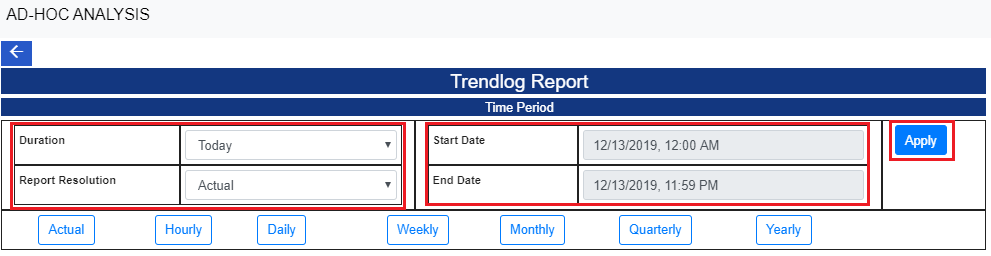 AD-HOC ANALYSIS
Trendlog Report
Time Period
Duration Today Start Date 12/13/2019, 12:00 AM Apply
Report Resolution Actual End Date 12/13/2019, 11:59 PM
Actual Hourly Daily Weekly Monthly Quarterly Yearly